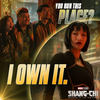 YOU RUN THIS
PLACE?
I OWN IT.
SHANG-CHI